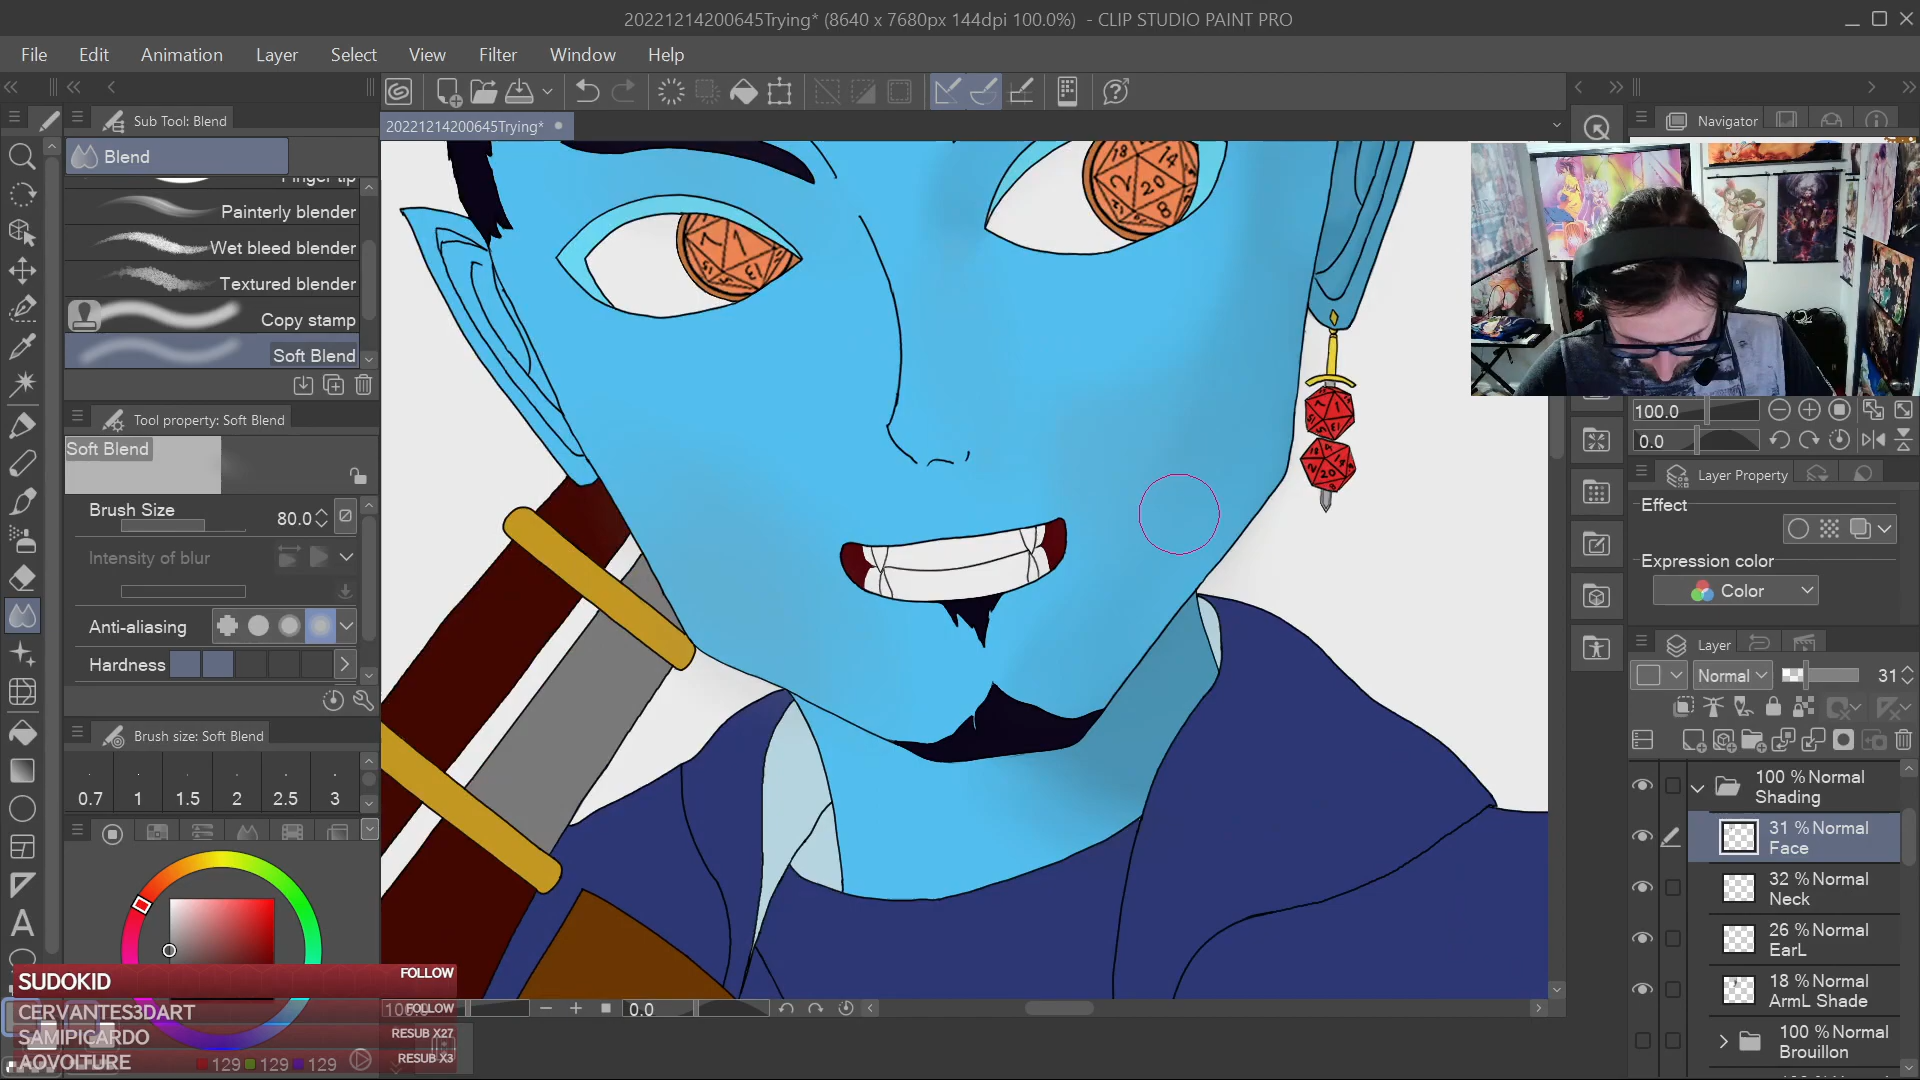 20221214200645Trying* (8640 x 7680px 144dpi 100.0%) - CLIP STUDIO PAINT PRO
File Edit Animation Layer Select View Filter Window Help
Sub Tool: Blend
20221214200645Trying*
Navigator
Blend
Finger tip
Painterly blender
Wet bleed blender
Textured blender
Copy stamp
Soft Blend
Tool property: Soft Blend
Soft Blend
Brush Size 80.0
Intensity of blur
Anti-aliasing
Hardness
Brush size: Soft Blend
0.7 1 1.5 2 2.5 3
100.0
0.0
Layer Property
Effect
Expression color
Color
Layer
Normal 31
100 % Normal
Shading
31 % Normal
Face
32 % Normal
Neck
26 % Normal
EarL
18 % Normal
ArmL Shade
100 % Normal
Brouillon
SUDOKID FOLLOW
CERVANTES3DART FOLLOW
SAMIPICARDO RESUB X27
AOVOLTURE RESUB X3
129 129 129
100.0
0.0